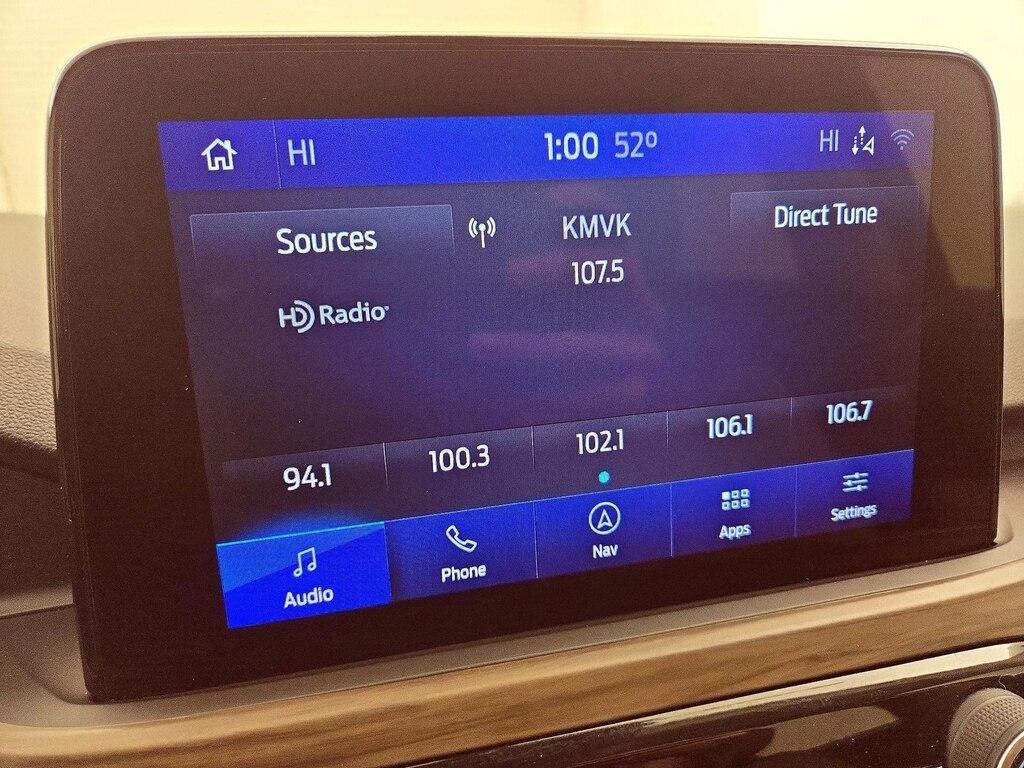 HI 1:00 52° HI
Sources KMVK Direct Tune
107.5
HD Radio®
94.1 100.3 102.1 106.1 106.7
Audio Phone Nav Apps Settings